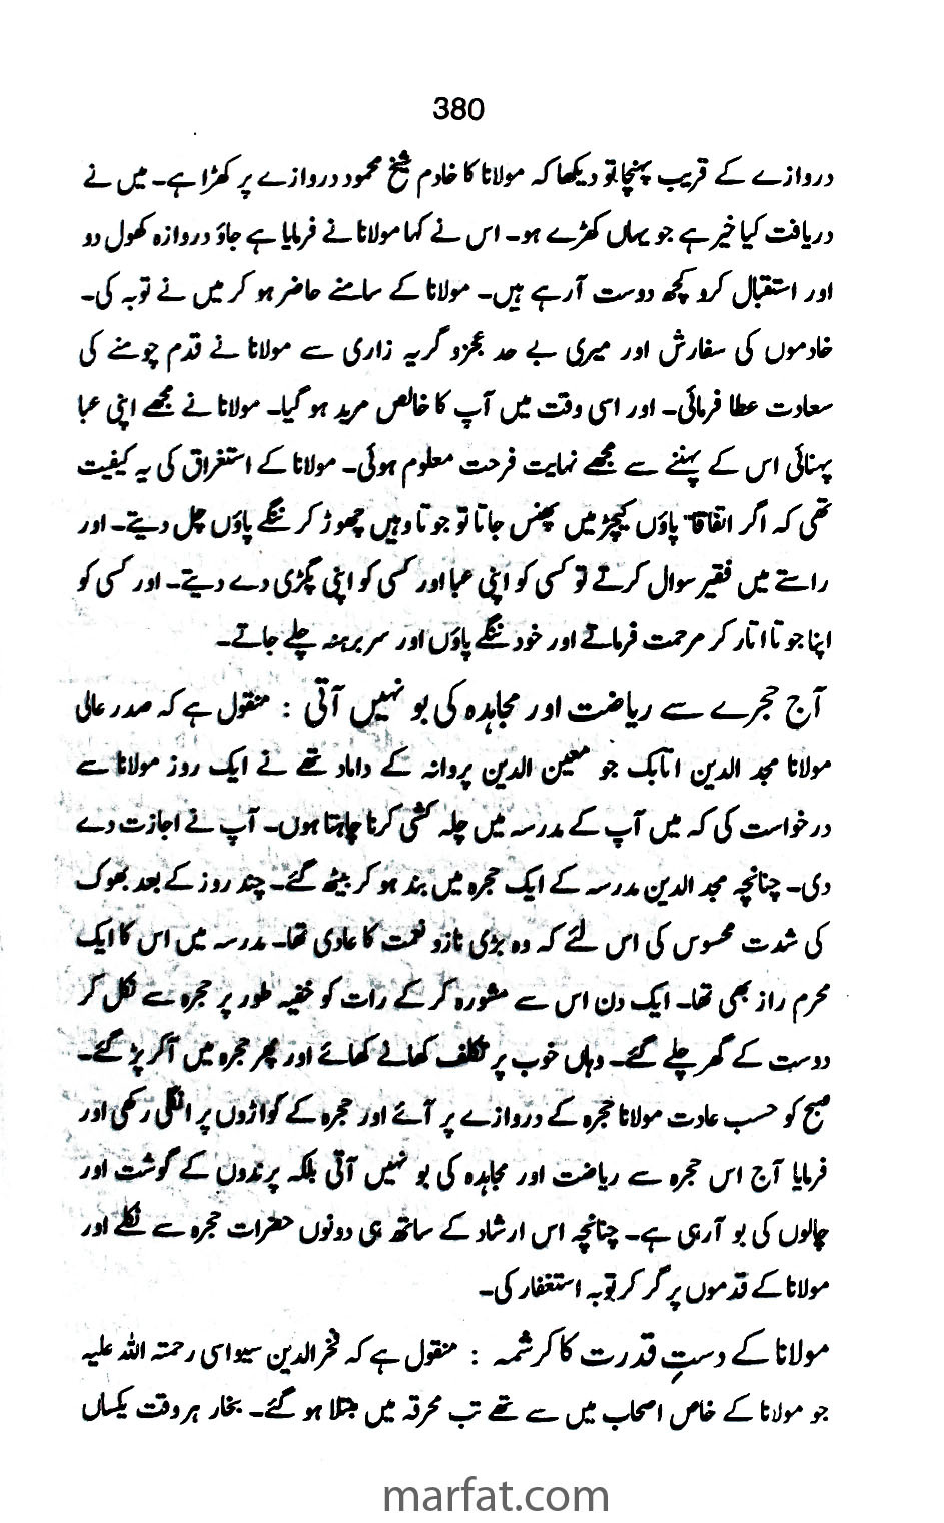 380
دروازے کے قریب پہنچا تو دیکھا کہ مولانا کا خادم شیخ محمود دروازے پر کھڑا ہے۔ میں نے
دریافت کیا خیر ہے جو یہاں کھڑے ہو۔ اس نے کہا مولانا نے فرمایا ہے جاؤ دروازہ کھول دو
اور استقبال کرو کچھ دوست آرہے ہیں۔ مولانا کے سامنے حاضر ہو کر میں نے توبہ کی۔
خادموں کی سفارش اور میری بے حد عجزو گریہ زاری سے مولانا نے قدم چومنے کی
سعادت عطا فرمائی۔ اور اسی وقت میں آپ کا خالص مرید ہو گیا۔ مولانا نے مجھے اپنی عبا
پہنائی اس کے پہننے سے مجھے نہایت فرحت معلوم ہوئی۔ مولانا کے استغراق کی یہ کیفیت
تھی کہ اگر اتفاقاً پاؤں کیچڑ میں پھنس جاتا تو جوتا وہیں چھوڑ کر ننگے پاؤں چل دیتے۔ اور
راستے میں فقیر سوال کرتے تو کسی کو اپنی عبا اور کسی کو اپنی پگڑی دے دیتے۔ اور کسی کو
اپنا جوتا اتار کر مرحمت فرماتے اور خود ننگے پاؤں اور سر برہنہ چلے جاتے۔
آج حجرے سے ریاضت اور مجاہدہ کی بو نہیں آتی : منقول ہے کہ صدر عالی
مولانا مجد الدین اتابک جو معین الدین پروانہ کے داماد تھے نے ایک روز مولانا سے
درخواست کی کہ میں آپ کے مدرسہ میں چلہ کشی کرنا چاہتا ہوں۔ آپ نے اجازت دے
دی۔ چنانچہ مجد الدین مدرسہ کے ایک حجرہ میں بند ہو کر بیٹھ گئے۔ چند روز کے بعد بھوک
کی شدت محسوس کی اس لئے کہ وہ بڑی نازو نعمت کا عادی تھا۔ مدرسہ میں اس کا ایک
محرم راز بھی تھا۔ ایک دن اس سے مشورہ کر کے رات کو خفیہ طور پر حجرہ سے نکل کر
دوست کے گھر چلے گئے۔ وہاں خوب پر تکلف کھانے کھائے اور پھر حجرہ میں آکر پڑ گئے۔
صبح کو حسب عادت مولانا حجرہ کے دروازے پر آئے اور حجرہ کے کواڑوں پر انگلی رکھی اور
فرمایا آج اس حجرہ سے ریاضت اور مجاہدہ کی بو نہیں آتی بلکہ پرندوں کے گوشت اور
چالوں کی بو آرہی ہے۔ چنانچہ اس ارشاد کے ساتھ ہی دونوں حضرات حجرہ سے نکلے اور
مولانا کے قدموں پر گر کر توبہ استغفار کی۔
مولانا کے دستِ قدرت کا کرشمہ : منقول ہے کہ فخر الدین سیواسی رحمتہ اللہ علیہ
جو مولانا کے خاص اصحاب میں سے تھے تب محرقہ میں مبتلا ہو گئے۔ بخار ہر وقت یکساں
marfat.com